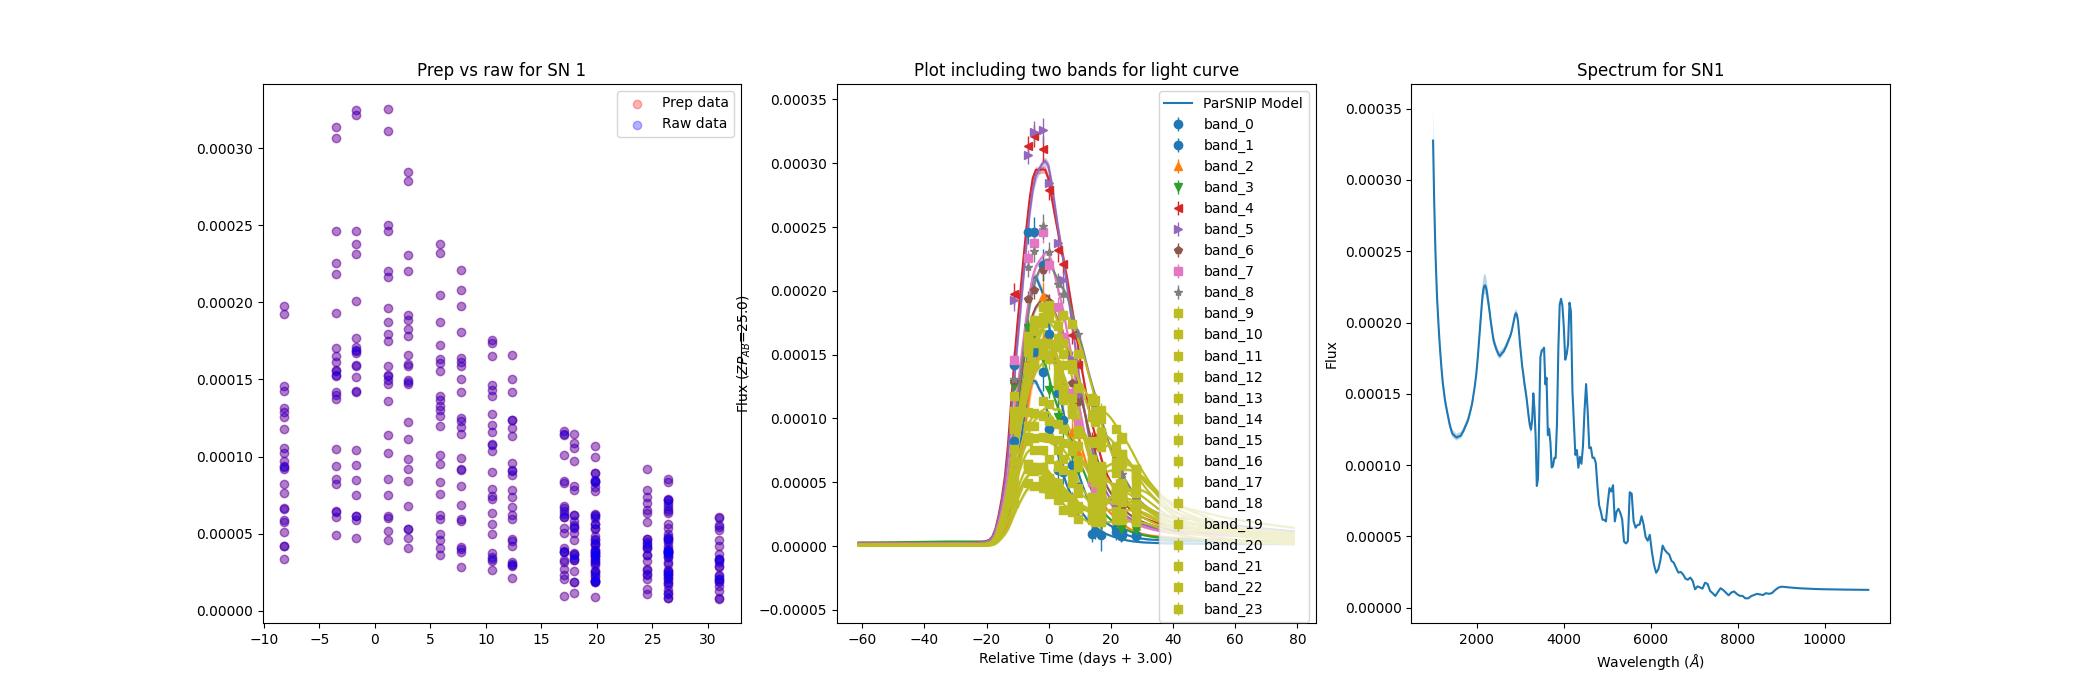 Prep vs raw for SN 1
Prep data
Raw data
0.00030
0.00025
0.00020
0.00015
0.00010
0.00005
0.00000
−10
−5
0
5
10
15
20
25
30
Plot including two bands for light curve
Flux (ZP_AB=25.0)
0.00035
0.00030
0.00025
0.00020
0.00015
0.00010
0.00005
0.00000
−0.00005
ParSNIP Model
band_0
band_1
band_2
band_3
band_4
band_5
band_6
band_7
band_8
band_9
band_10
band_11
band_12
band_13
band_14
band_15
band_16
band_17
band_18
band_19
band_20
band_21
band_22
band_23
−60
−40
−20
0
20
40
60
80
Relative Time (days + 3.00)
Spectrum for SN1
Flux
0.00035
0.00030
0.00025
0.00020
0.00015
0.00010
0.00005
0.00000
2000
4000
6000
8000
10000
Wavelength (Å)